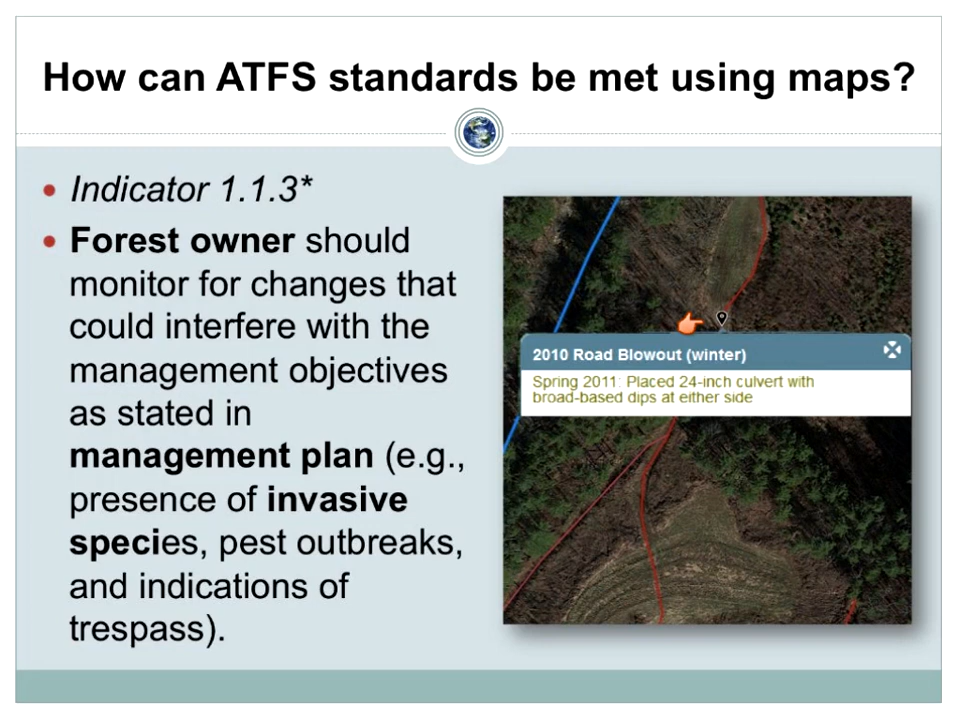 How can ATFS standards be met using maps?
Indicator 1.1.3*
Forest owner should
monitor for changes that
could interfere with the
management objectives
as stated in
management plan (e.g.,
presence of invasive
species, pest outbreaks,
and indications of
trespass).
2010 Road Blowout (winter)
Spring 2011: Placed 24-inch culvert with
broad-based dips at either side